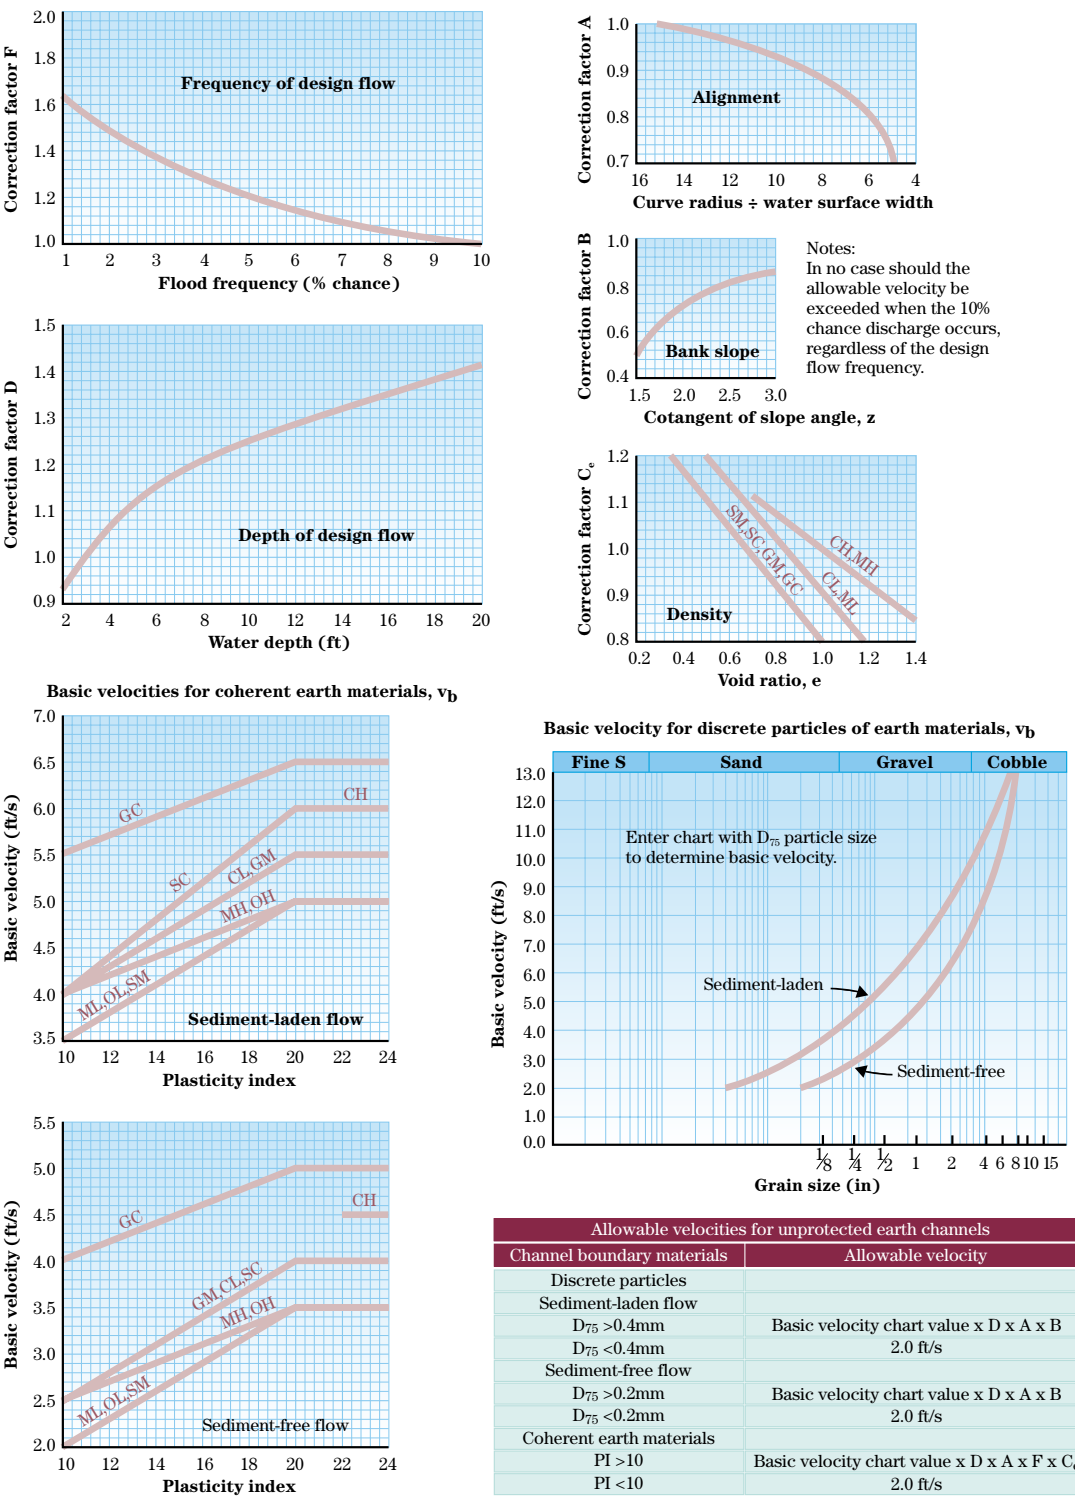 Correction factor F
2.0
1.8
1.6
1.4
1.2
1.0
Frequency of design flow
1 2 3 4 5 6 7 8 9 10
Flood frequency (% chance)
Correction factor A
1.0
0.9
0.8
0.7
Alignment
16 14 12 10 8 6 4
Curve radius ÷ water surface width
Correction factor B
1.0
0.8
0.6
0.4
Bank slope
1.5 2.0 2.5 3.0
Cotangent of slope angle, z
Notes:
In no case should the
allowable velocity be
exceeded when the 10%
chance discharge occurs,
regardless of the design
flow frequency.
Correction factor D
1.5
1.4
1.3
1.2
1.1
1.0
0.9
Depth of design flow
2 4 6 8 10 12 14 16 18 20
Water depth (ft)
Correction factor Ce
1.2
1.1
1.0
0.9
0.8
SM,SC,GM,GC
CL,ML
CH,MH
Density
0.2 0.4 0.6 0.8 1.0 1.2 1.4
Void ratio, e
Basic velocities for coherent earth materials, vb
Basic velocity (ft/s)
7.0
6.5
6.0
5.5
5.0
4.5
4.0
3.5
GC
CH
SC
CL,GM
MH,OH
ML,OL,SM
Sediment-laden flow
10 12 14 16 20 20 22 24
Plasticity index
Basic velocity (ft/s)
5.5
5.0
4.5
4.0
3.5
3.0
2.5
2.0
GC
CH
GM,CL,SC
MH,OH
ML,OL,SM
Sediment-free flow
10 12 14 16 20 20 22 24
Plasticity index
Basic velocity for discrete particles of earth materials, vb
Fine S Sand Gravel Cobble
Basic velocity (ft/s)
13.0
12.0
11.0
10.0
9.0
8.0
7.0
6.0
5.0
4.0
3.0
2.0
1.0
0.0
Enter chart with D75 particle size
to determine basic velocity.
Sediment-laden
Sediment-free
1/8 1/4 1/2 1 2 4 6 8 10 15
Grain size (in)
Allowable velocities for unprotected earth channels
Channel boundary materials Allowable velocity
Discrete particles
Sediment-laden flow
D75 >0.4mm Basic velocity chart value x D x A x B
D75 <0.4mm 2.0 ft/s
Sediment-free flow
D75 >0.2mm Basic velocity chart value x D x A x B
D75 <0.2mm 2.0 ft/s
Coherent earth materials
PI >10 Basic velocity chart value x D x A x F x Ce
PI <10 2.0 ft/s